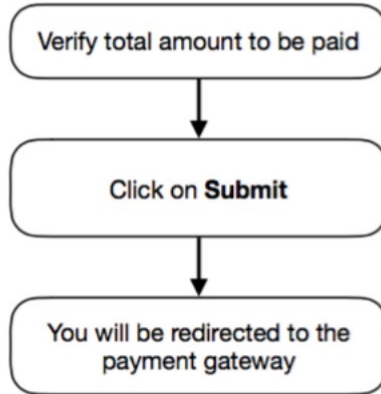 Verify total amount to be paid
Click on Submit
You will be redirected to the
payment gateway